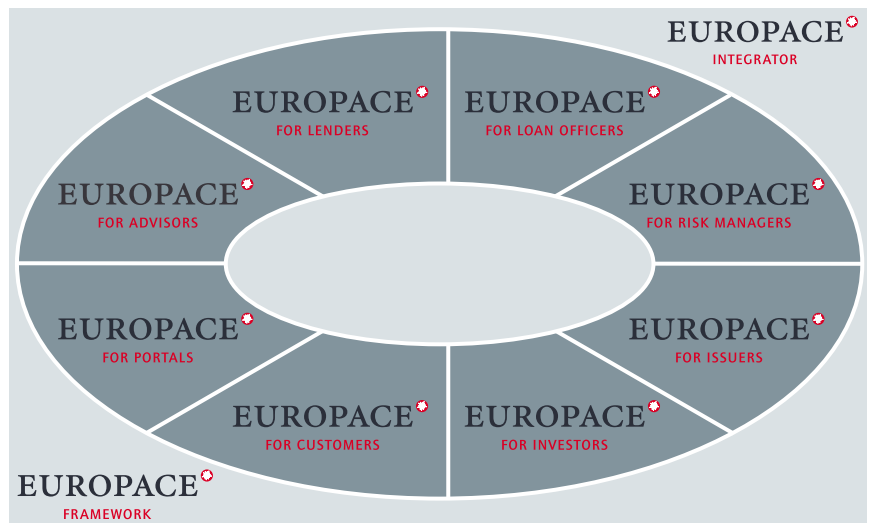 EUROPACE
INTEGRATOR
EUROPACE
FOR LENDERS
EUROPACE
FOR LOAN OFFICERS
EUROPACE
FOR ADVISORS
EUROPACE
FOR RISK MANAGERS
EUROPACE
FOR PORTALS
EUROPACE
FOR ISSUERS
EUROPACE
FOR CUSTOMERS
EUROPACE
FOR INVESTORS
EUROPACE
FRAMEWORK